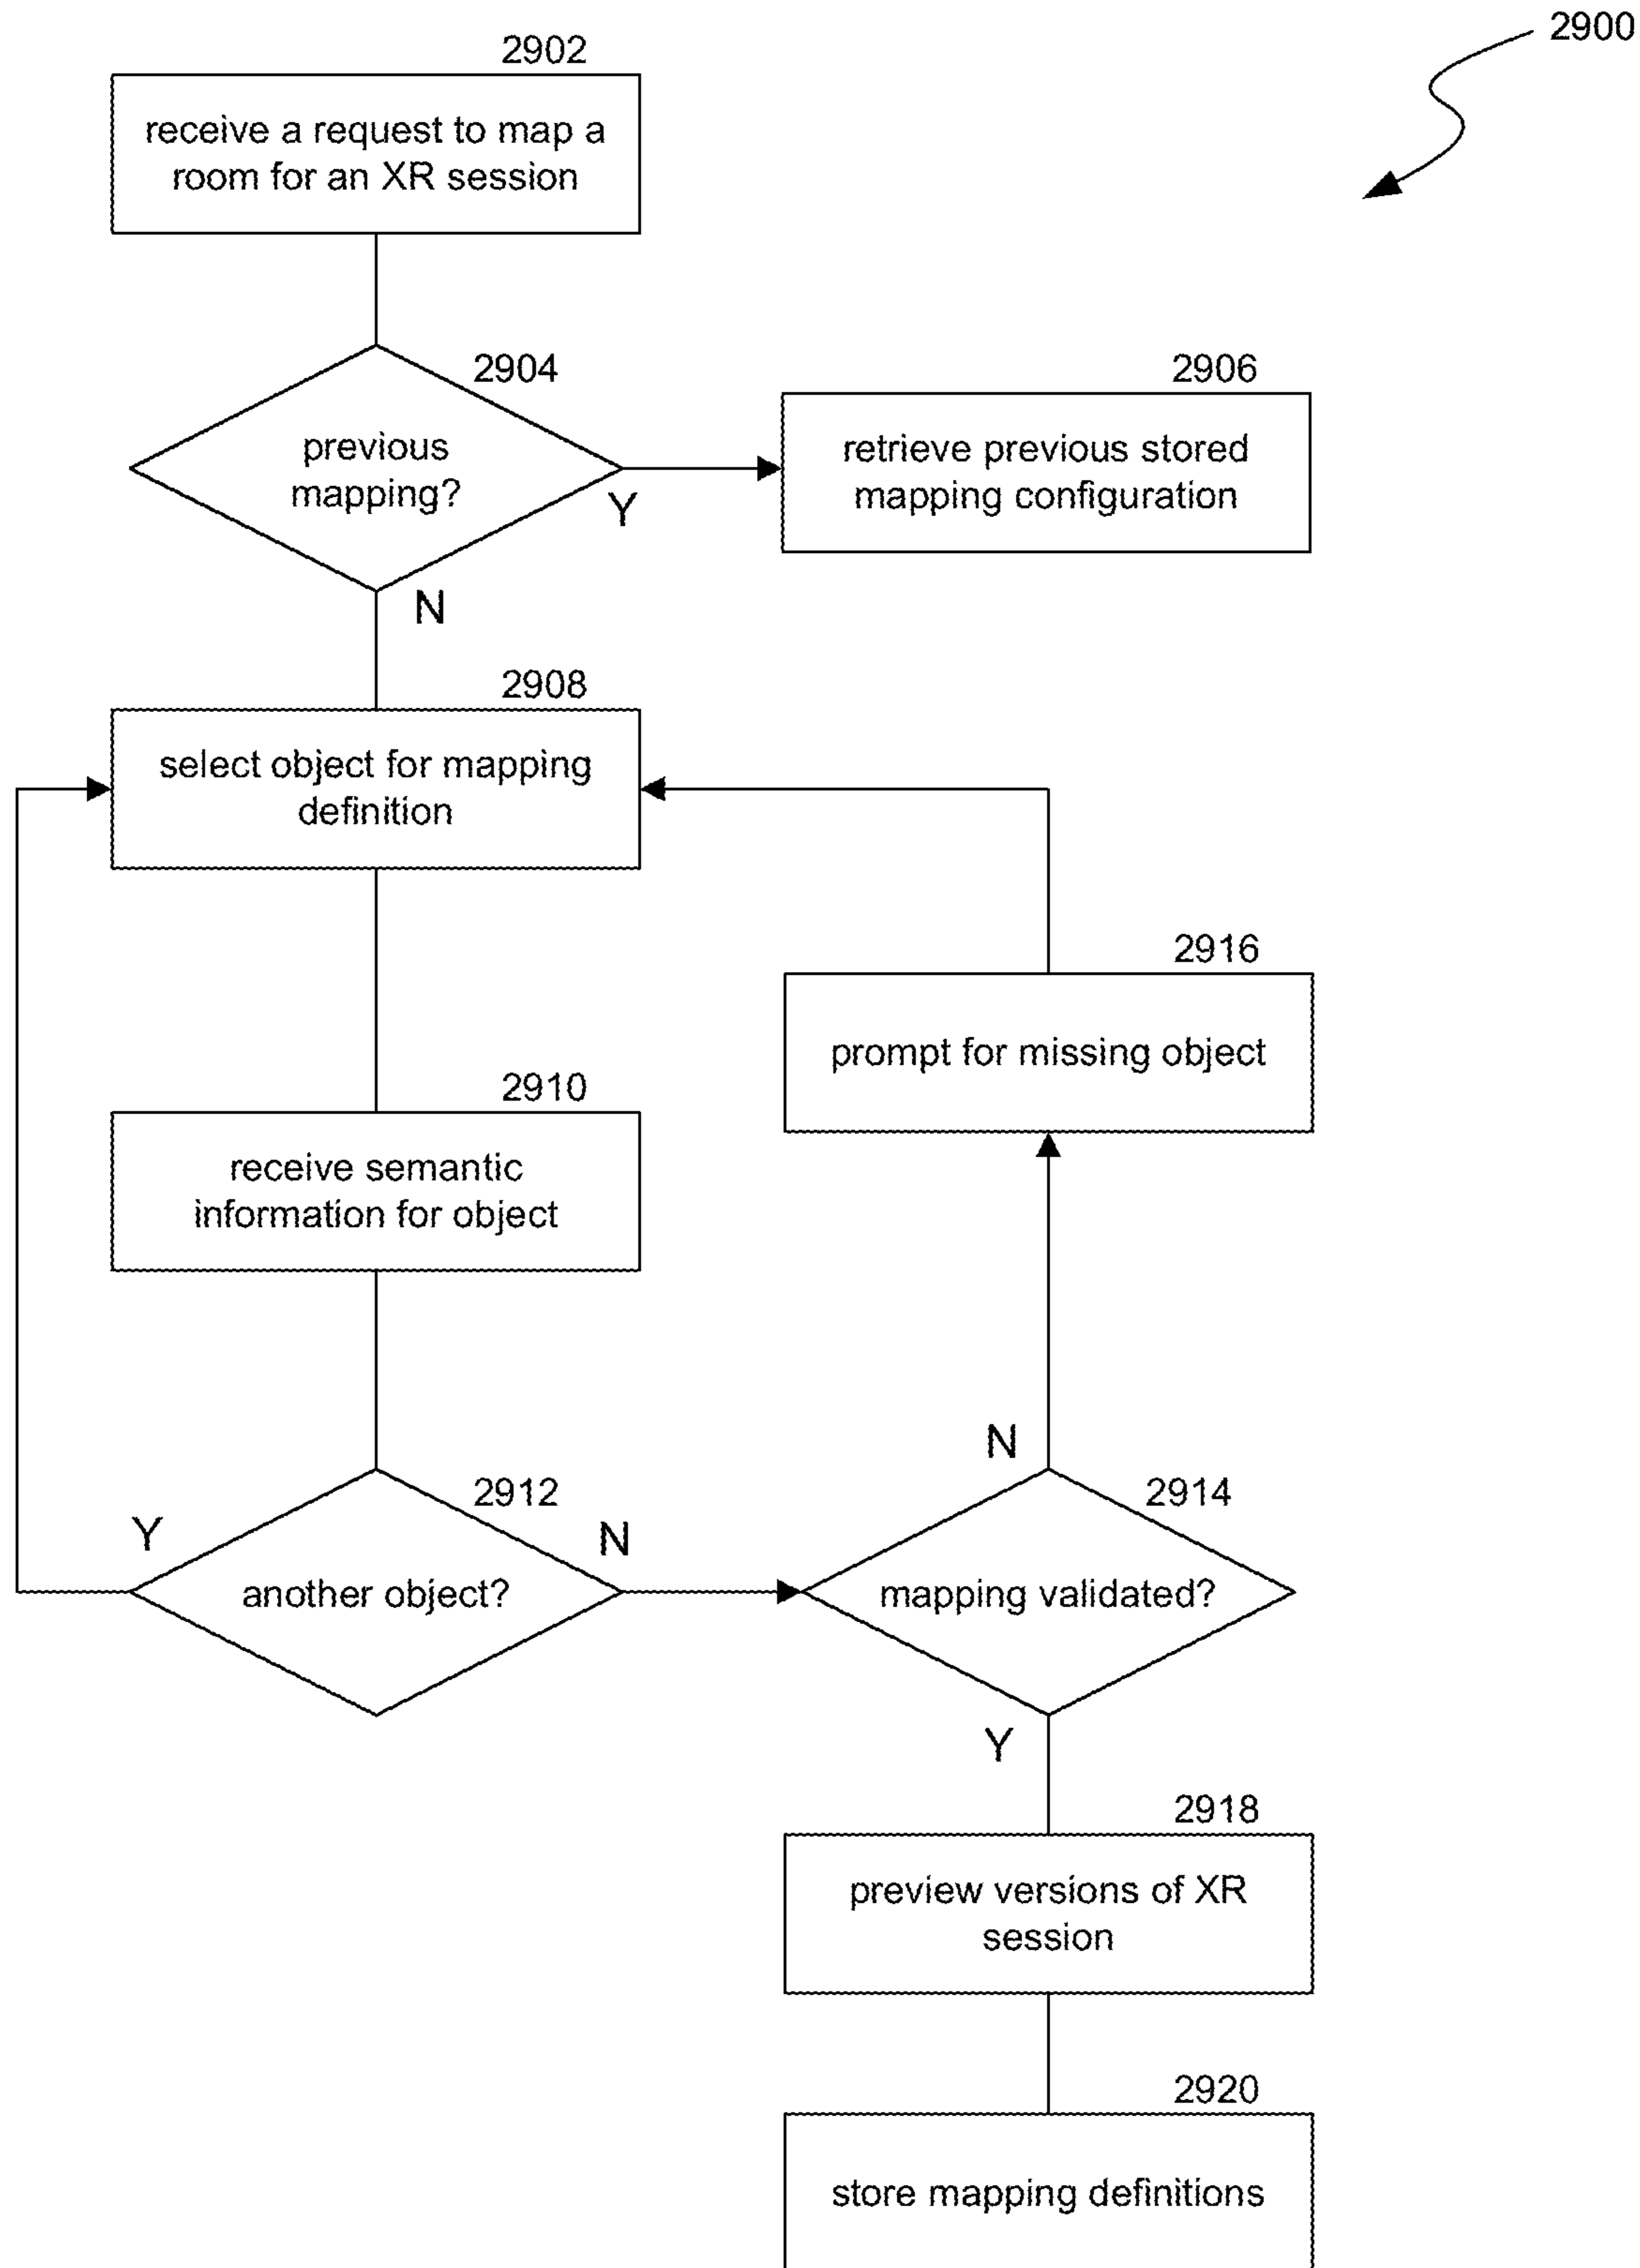 2900
2902
receive a request to map a
room for an XR session
2904
previous
mapping?
Y
N
2906
retrieve previous stored
mapping configuration
2908
select object for mapping
definition
2916
prompt for missing object
2910
receive semantic
information for object
2912
another object?
Y
N
2914
mapping validated?
N
Y
2918
preview versions of XR
session
2920
store mapping definitions